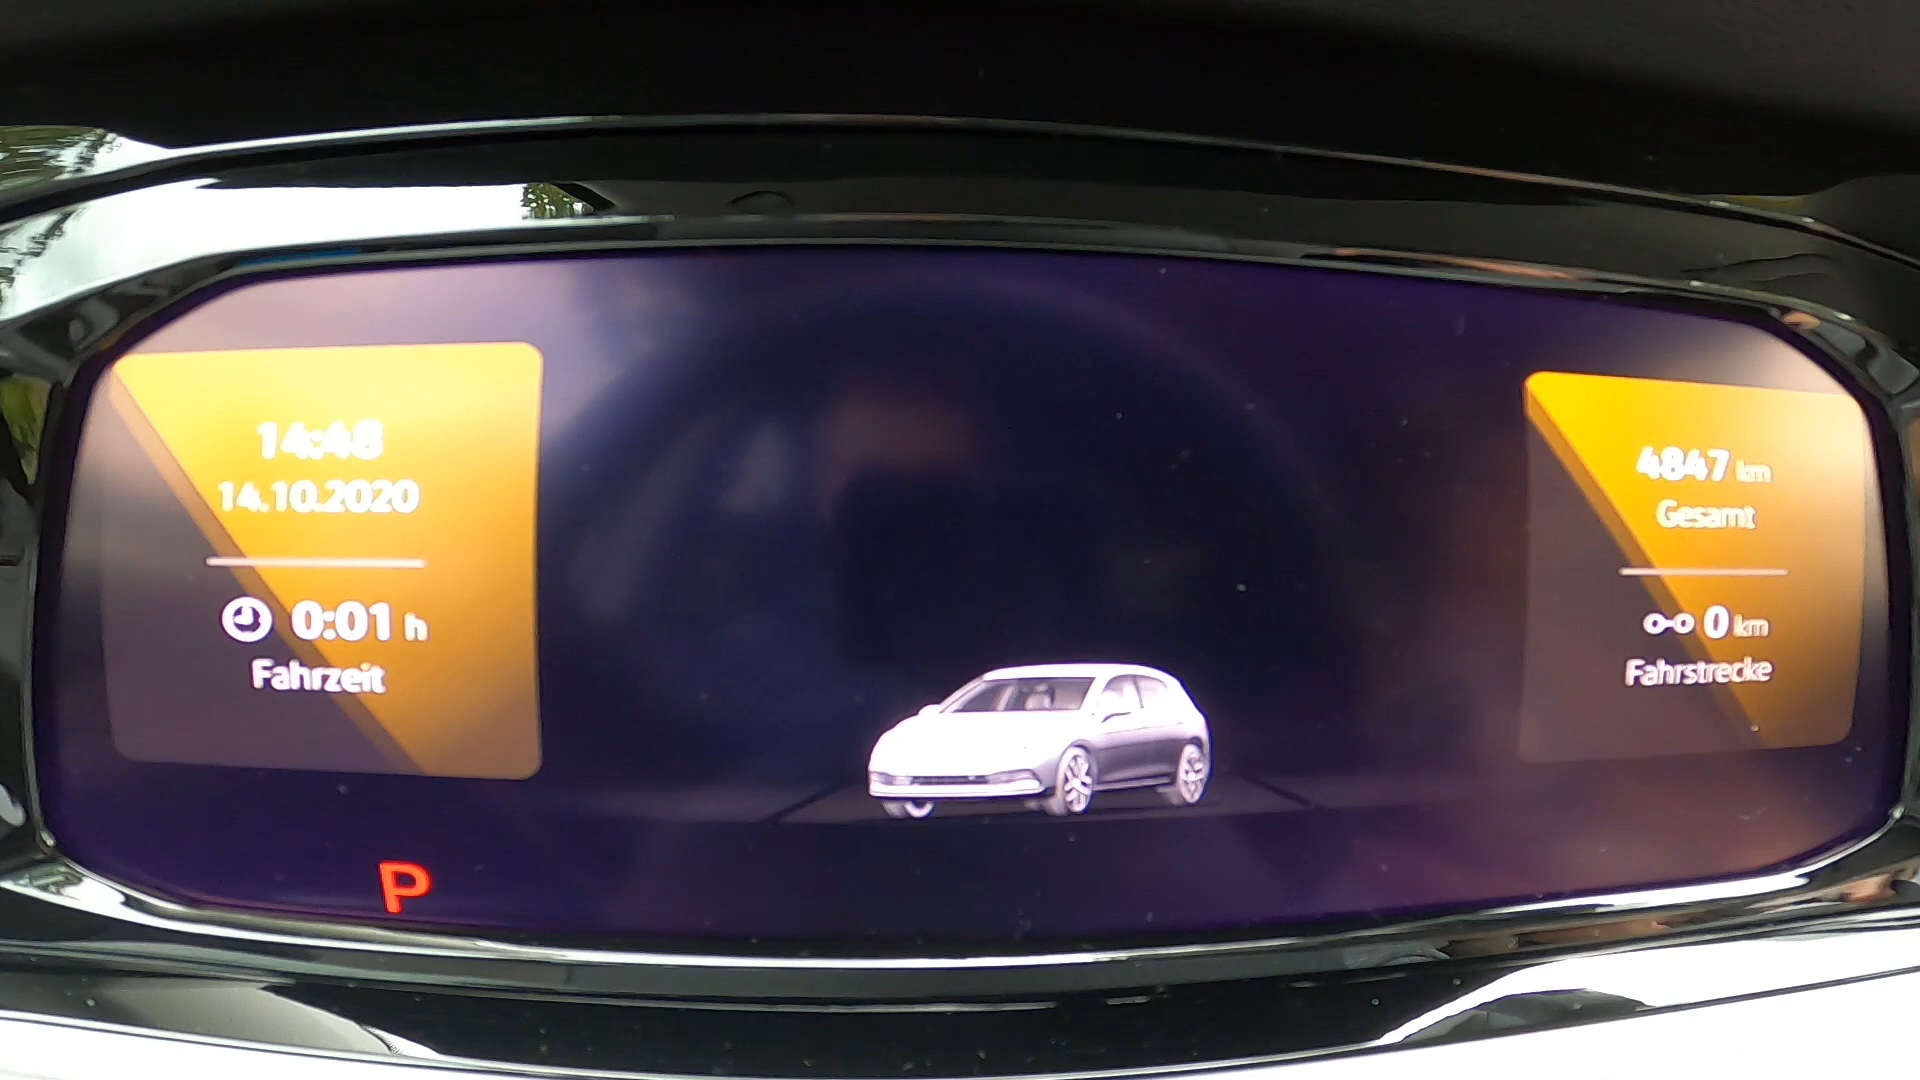 14:48
14.10.2020
0:01 h
Fahrzeit
4847 km
Gesamt
0 km
Fahrstrecke
P